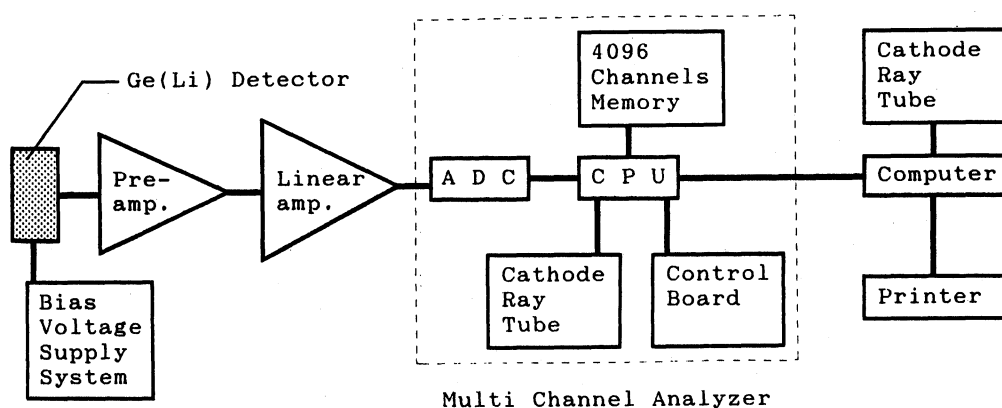 Ge(Li) Detector
Pre-
amp.
Linear
amp.
A D C
4096
Channels
Memory
C P U
Cathode
Ray
Tube
Control
Board
Cathode
Ray
Tube
Computer
Printer
Bias
Voltage
Supply
System
Multi Channel Analyzer